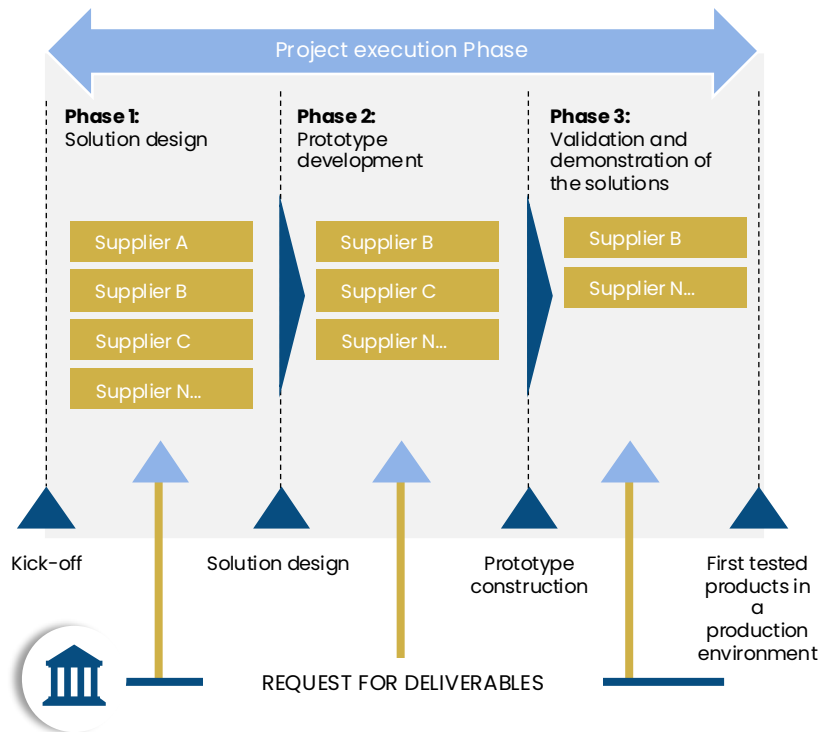 Project execution Phase
Phase 1:
Solution design
Phase 2:
Prototype
development
Phase 3:
Validation and
demonstration of
the solutions
Supplier A
Supplier B
Supplier C
Supplier N...
Supplier B
Supplier C
Supplier N...
Supplier B
Supplier N...
Kick-off
Solution design
Prototype
construction
First tested
products in
a
production
environment
REQUEST FOR DELIVERABLES